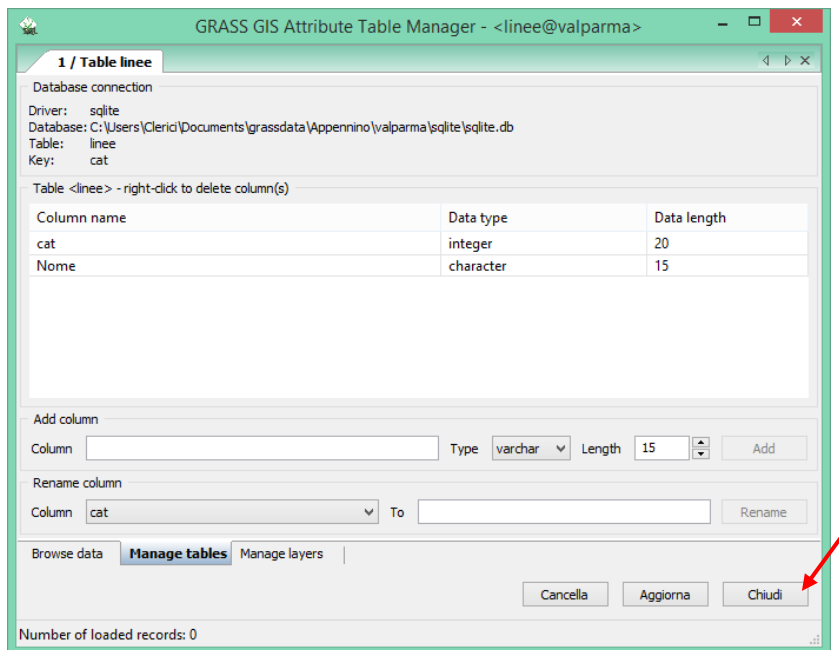 GRASS GIS Attribute Table Manager - <linee@valparma>
1 / Table linee
Database connection
Driver: sqlite
Database: C:\Users\Clerici\Documents\grassdata\Appennino\valparma\sqlite\sqlite.db
Table: linee
Key: cat
Table <linee> - right-click to delete column(s)
Column name Data type Data length
cat integer 20
Nome character 15
Add column
Column Type varchar Length 15 Add
Rename column
Column cat To Rename
Browse data Manage tables Manage layers
Cancella Aggiorna Chiudi
Number of loaded records: 0